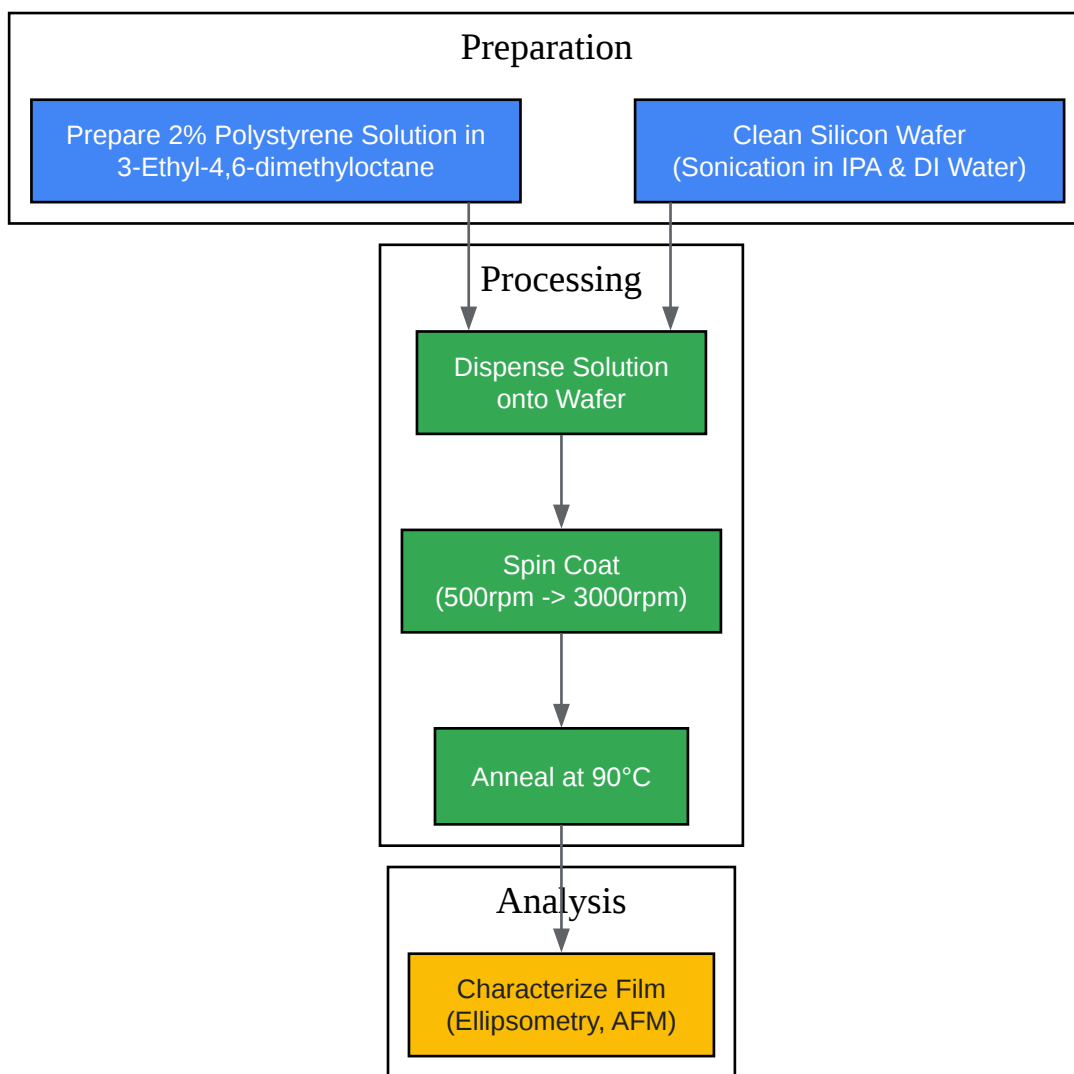 Preparation
Prepare 2% Polystyrene Solution in
3-Ethyl-4,6-dimethyloctane
Clean Silicon Wafer
(Sonication in IPA & DI Water)
Processing
Dispense Solution
onto Wafer
Spin Coat
(500rpm -> 3000rpm)
Anneal at 90°C
Analysis
Characterize Film
(Ellipsometry, AFM)